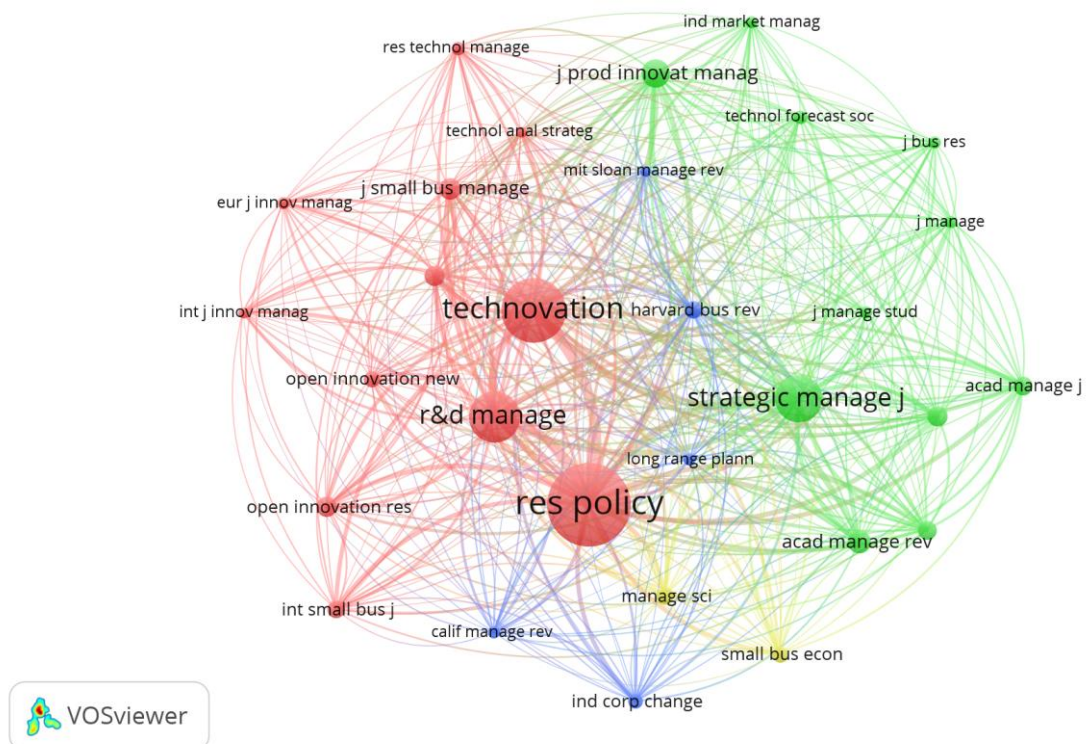 ind market manag
res technol manage
j prod innovat manag
technol forecast soc
technol anal strateg
j bus res
mit sloan manage rev
j small bus manage
eur j innov manag
j manage
technovation
harvard bus rev
int j innov manag
j manage stud
open innovation new
acad manage j
strategic manage j
r&d manage
long range plann
res policy
open innovation res
acad manage rev
manage sci
int small bus j
calif manage rev
small bus econ
ind corp change
VOSviewer